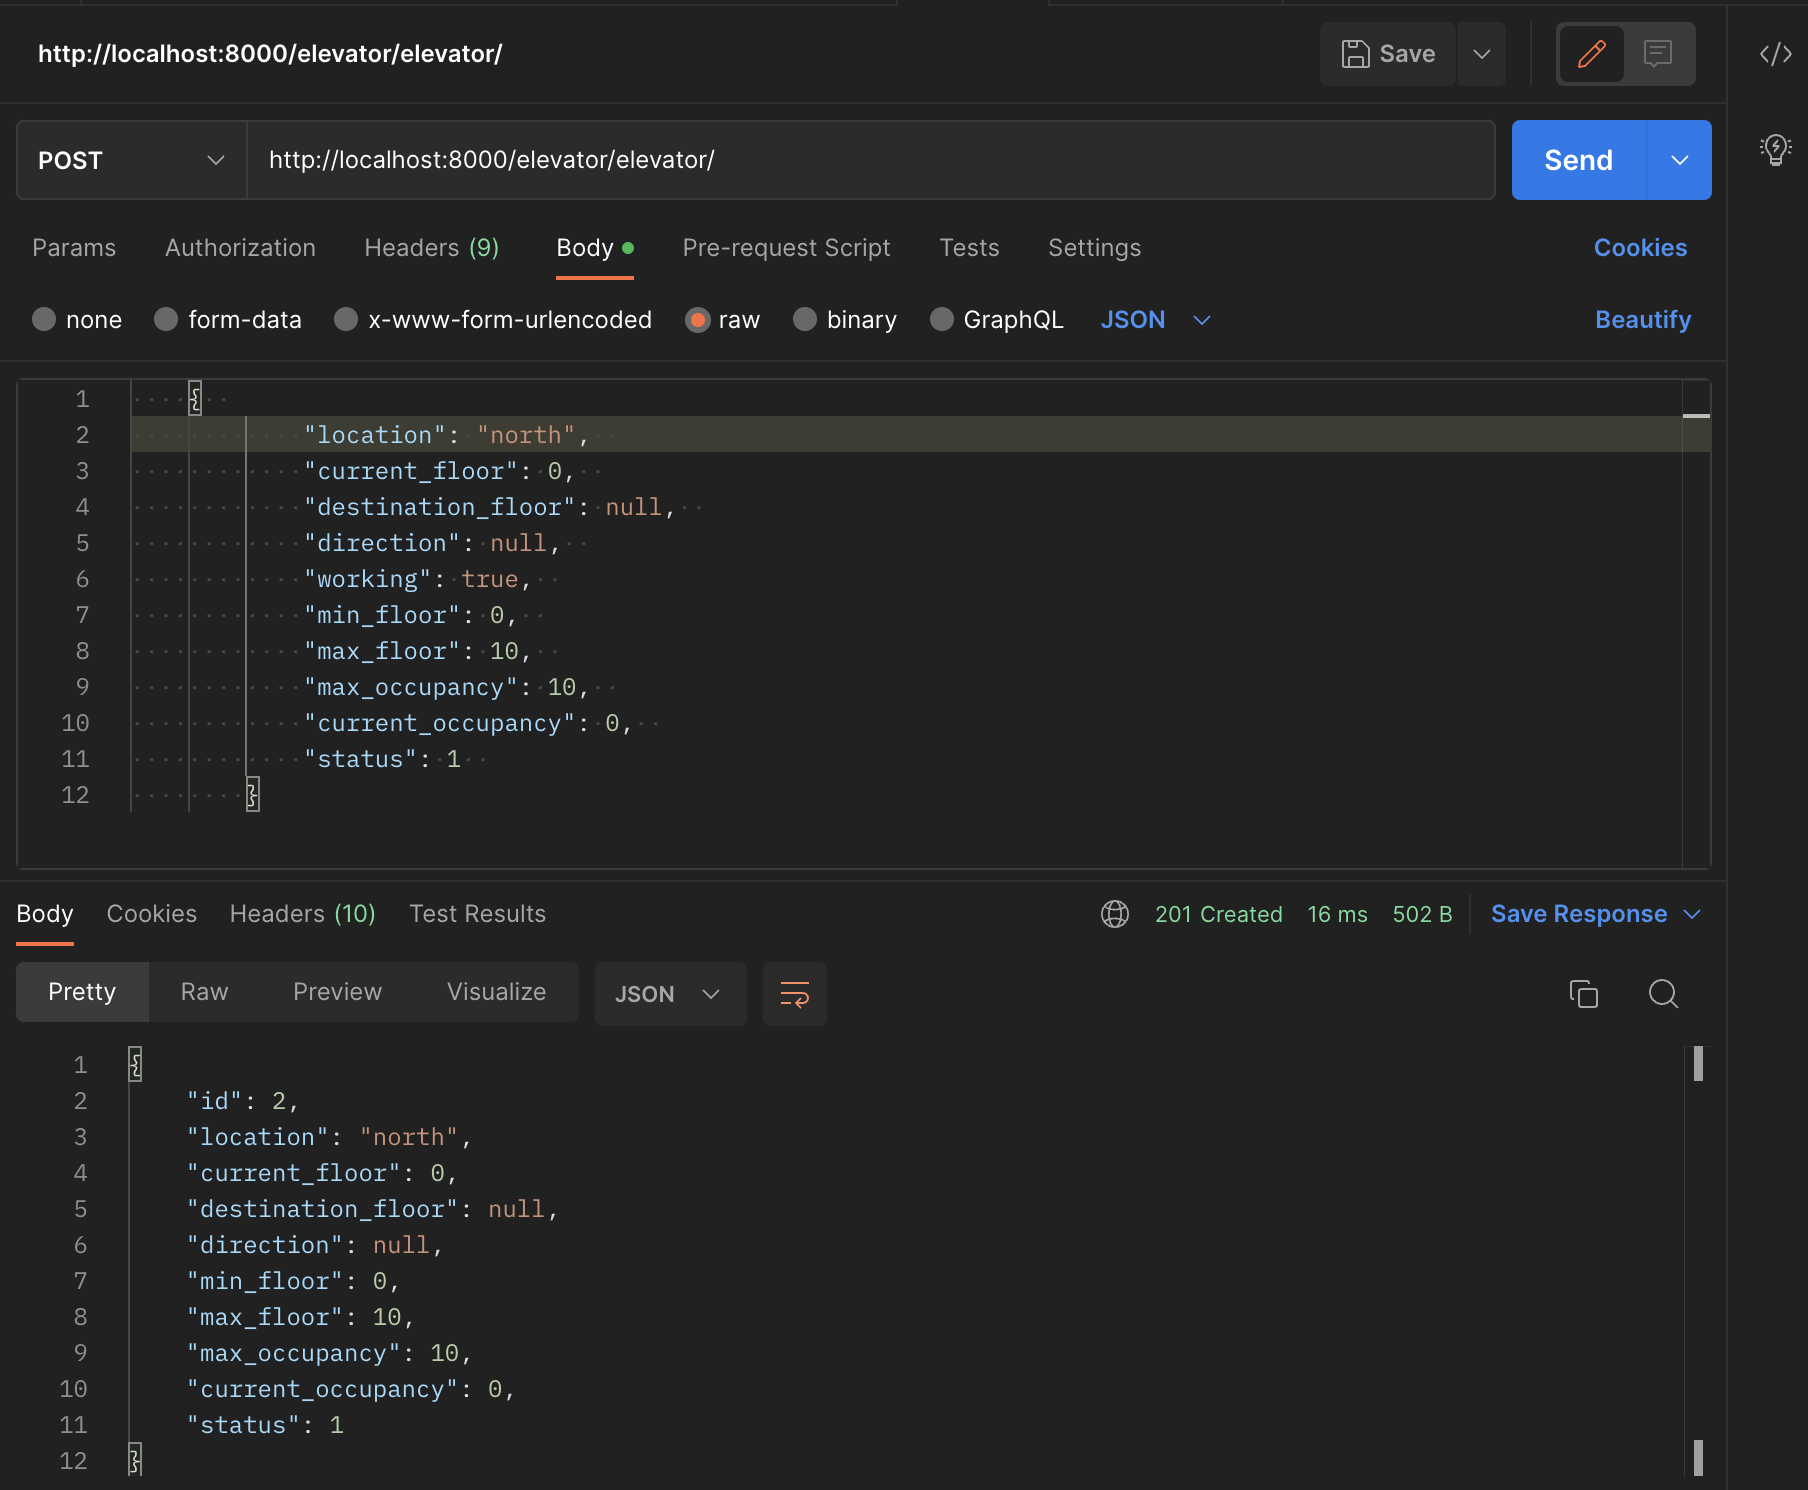 http://localhost:8000/elevator/elevator/
Save
POST
http://localhost:8000/elevator/elevator/
Send
Params Authorization Headers (9) Body Pre-request Script Tests Settings Cookies
none form-data x-www-form-urlencoded raw binary GraphQL JSON Beautify
1 {
2 "location": "north",
3 "current_floor": 0,
4 "destination_floor": null,
5 "direction": null,
6 "working": true,
7 "min_floor": 0,
8 "max_floor": 10,
9 "max_occupancy": 10,
10 "current_occupancy": 0,
11 "status": 1
12 }
Body Cookies Headers (10) Test Results 201 Created 16 ms 502 B Save Response
Pretty Raw Preview Visualize JSON
1 {
2 "id": 2,
3 "location": "north",
4 "current_floor": 0,
5 "destination_floor": null,
6 "direction": null,
7 "min_floor": 0,
8 "max_floor": 10,
9 "max_occupancy": 10,
10 "current_occupancy": 0,
11 "status": 1
12 }